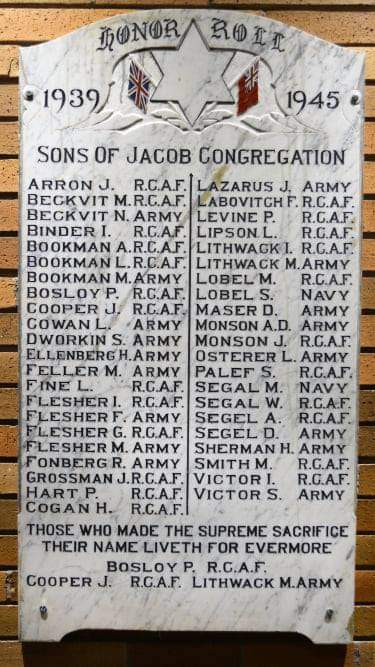 HONOR ROLL
1939 1945
SONS OF JACOB CONGREGATION
ARRON J. R.C.A.F.
BECKVIT M. R.C.A.F.
BECKVIT N. ARMY
BINDER I. R.C.A.F.
BOOKMAN A. R.C.A.F.
BOOKMAN L. R.C.A.F.
BOOKMAN M. ARMY
BOSLOY P. R.C.A.F.
COOPER J. R.C.A.F.
COWAN L. ARMY
DWORKIN S. ARMY
ELLENBERG H. ARMY
FELLER M. ARMY
FINE L. R.C.A.F.
FLESHER I. R.C.A.F.
FLESHER F. ARMY
FLESHER G. R.C.A.F.
FLESHER M. ARMY
FONBERG R. ARMY
GROSSMAN J. R.C.A.F.
HART P. R.C.A.F.
COGAN H. R.C.A.F.
LAZARUS J. ARMY
LABOVITCH F. R.C.A.F.
LEVINE P. R.C.A.F.
LIPSON L. R.C.A.F.
LITHWACK I. R.C.A.F.
LITHWACK M. ARMY
LOBEL M. R.C.A.F.
LOBEL S. NAVY
MASER D. ARMY
MONSON A.D. ARMY
MONSON J. R.C.A.F.
OSTERER L. ARMY
PALEF S. R.C.A.F.
SEGAL M. NAVY
SEGAL W. R.C.A.F.
SEGEL A. R.C.A.F.
SEGEL D. ARMY
SHERMAN H. ARMY
SMITH M. R.C.A.F.
VICTOR I. R.C.A.F.
VICTOR S. ARMY
THOSE WHO MADE THE SUPREME SACRIFICE
THEIR NAME LIVETH FOR EVERMORE
BOSLOY P. R.C.A.F.
COOPER J. R.C.A.F. LITHWACK M. ARMY